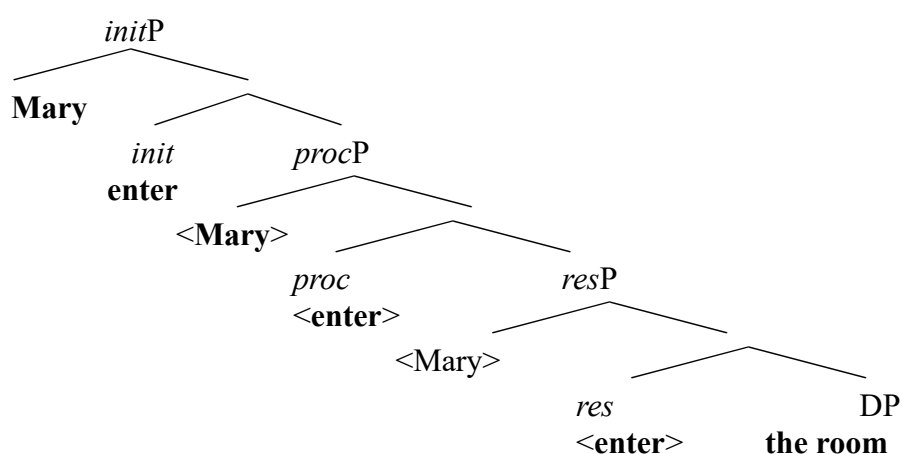 initP
Mary
init procP
enter
<Mary>
proc resP
<enter>
<Mary>
res DP
<enter> the room